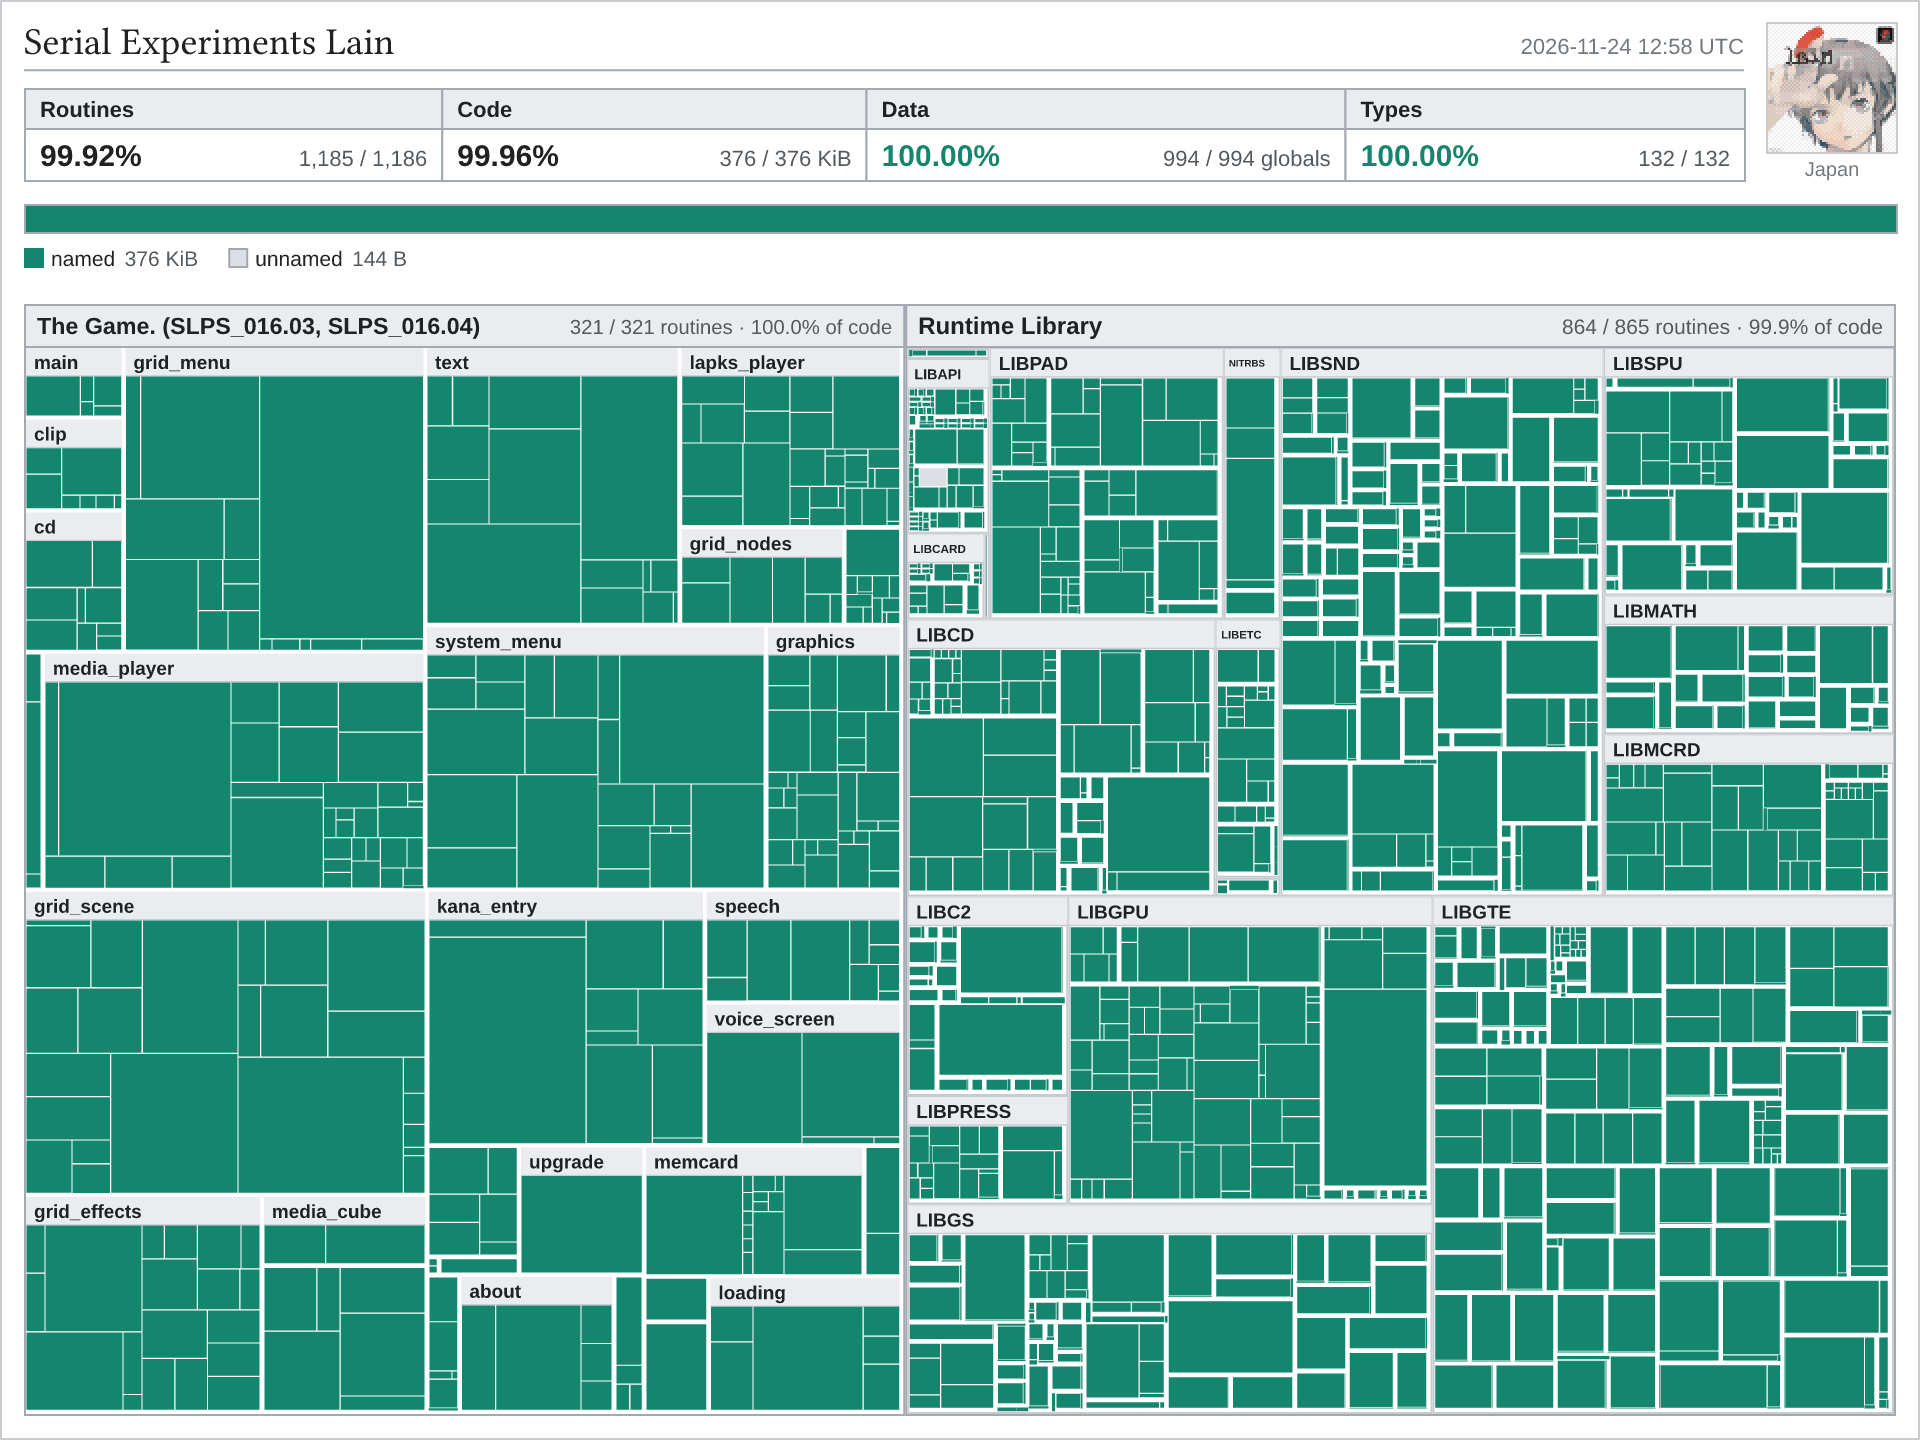 Serial Experiments Lain
2026-11-24 12:58 UTC
lain
Japan
Routines
Code
Data
Types
99.92% 1,185 / 1,186
99.96% 376 / 376 KiB
100.00% 994 / 994 globals
100.00% 132 / 132
named 376 KiB
unnamed 144 B
The Game. (SLPS_016.03, SLPS_016.04)
321 / 321 routines · 100.0% of code
Runtime Library
864 / 865 routines · 99.9% of code
main
grid_menu
text
lapks_player
clip
cd
grid_nodes
media_player
system_menu
graphics
grid_scene
kana_entry
speech
voice_screen
upgrade
memcard
grid_effects
media_cube
about
loading
LIBAPI
LIBPAD
NITRBS
LIBSND
LIBSPU
LIBCARD
LIBCD
LIBETC
LIBMATH
LIBMCRD
LIBC2
LIBGPU
LIBGTE
LIBPRESS
LIBGS